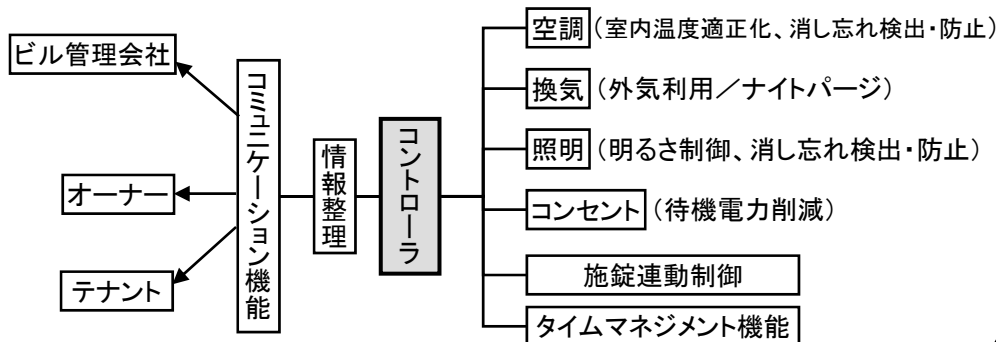 ビル管理会社
オーナー
テナント
コミュニケーション機能
情報整理
コントローラ
空調(室内温度適正化、消し忘れ検出・防止)
換気(外気利用／ナイトパージ)
照明(明るさ制御、消し忘れ検出・防止)
コンセント(待機電力削減)
施錠連動制御
タイムマネジメント機能